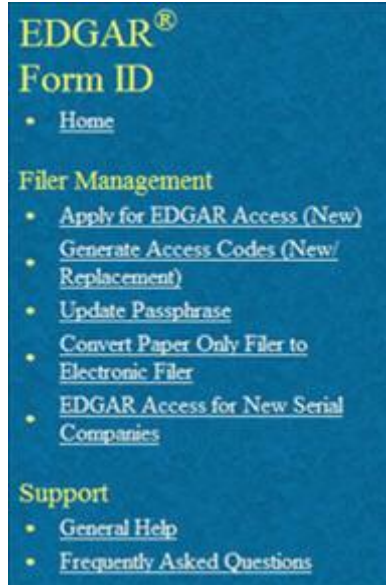 EDGAR®
Form ID
• Home
Filer Management
• Apply for EDGAR Access (New)
• Generate Access Codes (New/
Replacement)
• Update Passphrase
• Convert Paper Only Filer to
Electronic Filer
• EDGAR Access for New Serial
Companies
Support
• General Help
• Frequently Asked Questions